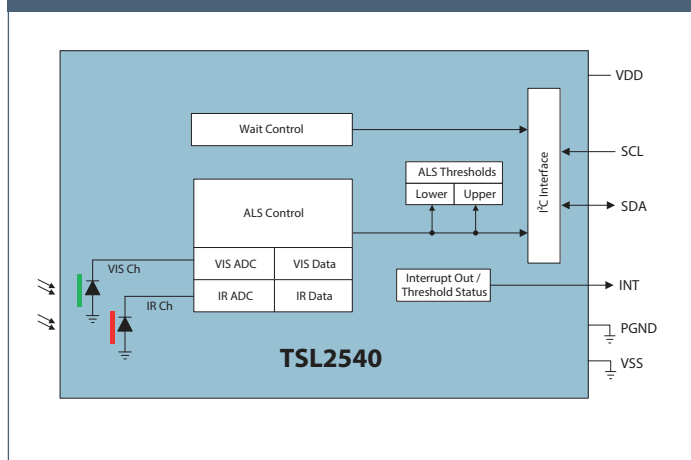 VDD
Wait Control
SCL
I²C Interface
ALS Thresholds
Lower Upper
SDA
ALS Control
VIS Ch
VIS ADC VIS Data
Interrupt Out /
Threshold Status
INT
IR Ch
IR ADC IR Data
PGND
TSL2540
VSS